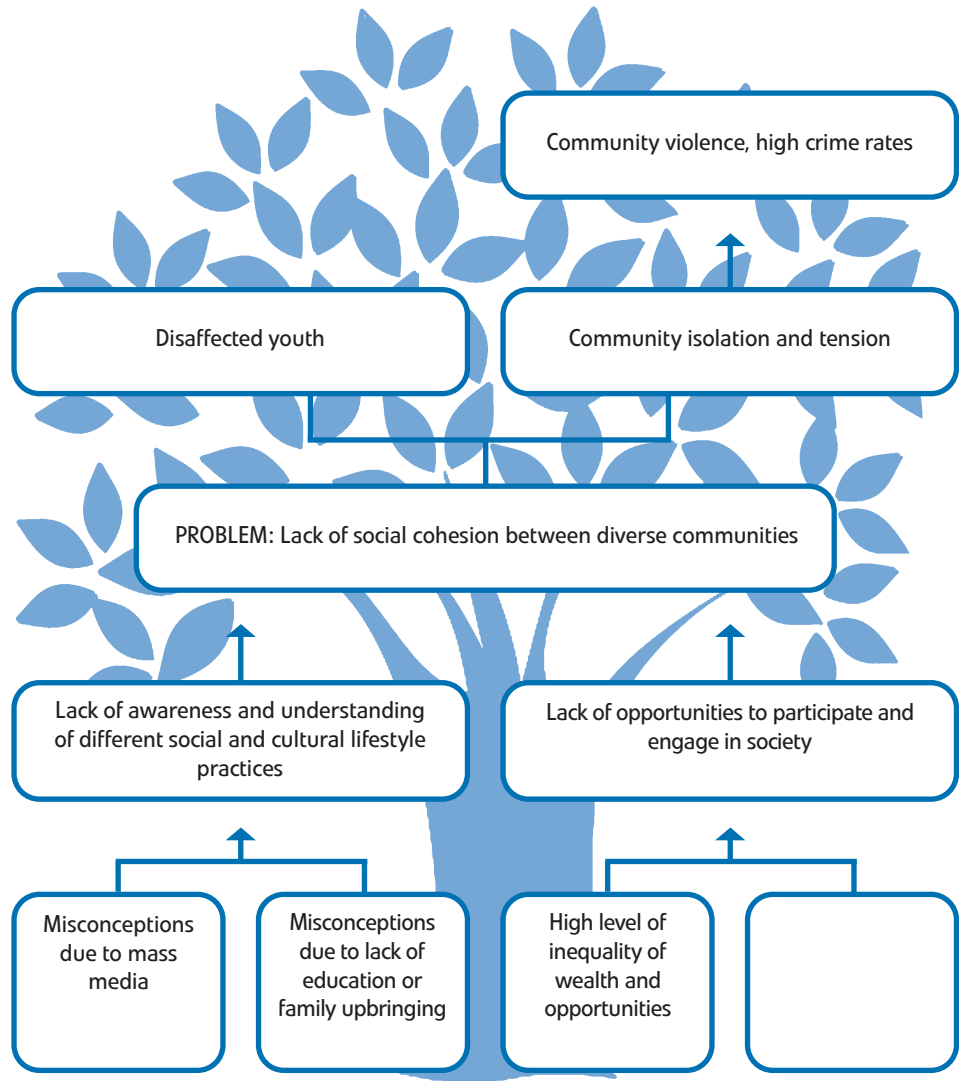 Community violence, high crime rates
Disaffected youth
Community isolation and tension
PROBLEM: Lack of social cohesion between diverse communities
Lack of awareness and understanding
of different social and cultural lifestyle
practices
Lack of opportunities to participate and
engage in society
Misconceptions
due to mass
media
Misconceptions
due to lack of
education or
family upbringing
High level of
inequality of
wealth and
opportunities